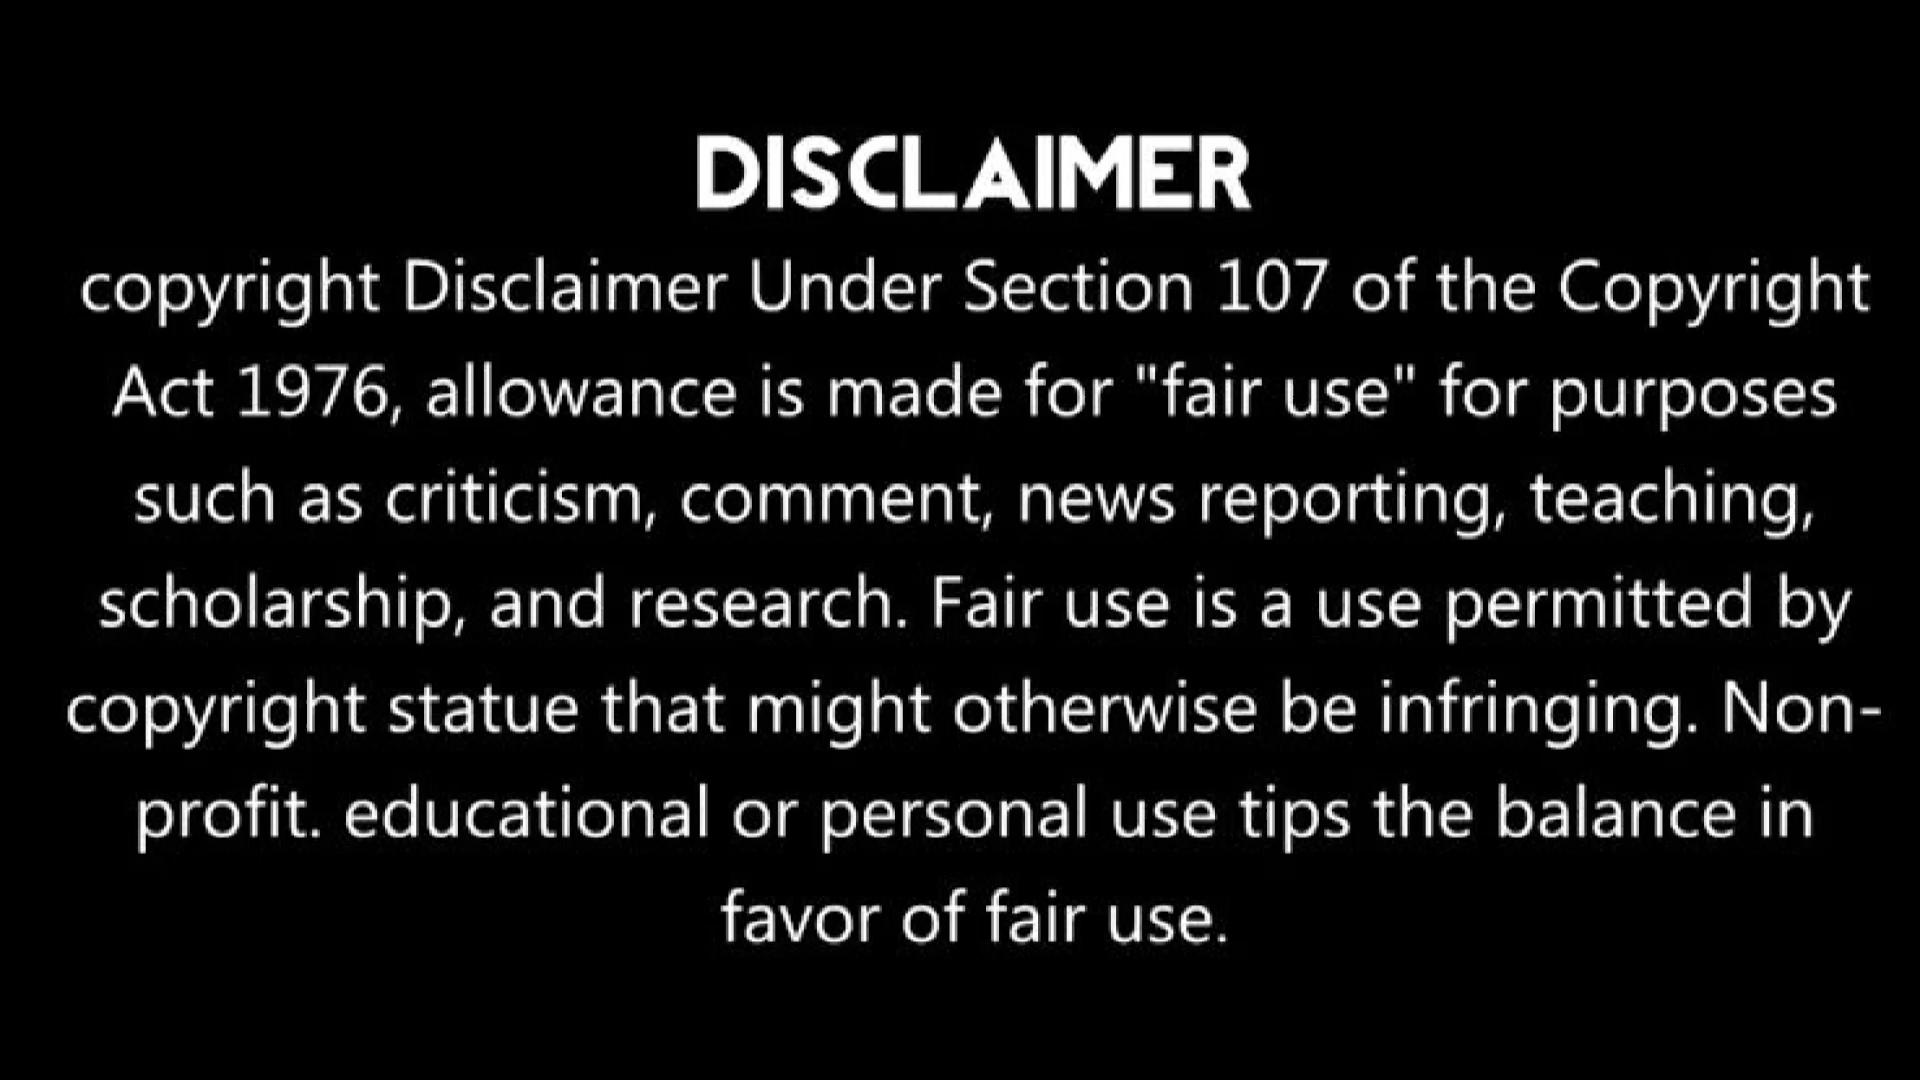 DISCLAIMER
copyright Disclaimer Under Section 107 of the Copyright
Act 1976, allowance is made for "fair use" for purposes
such as criticism, comment, news reporting, teaching,
scholarship, and research. Fair use is a use permitted by
copyright statue that might otherwise be infringing. Non-
profit. educational or personal use tips the balance in
favor of fair use.